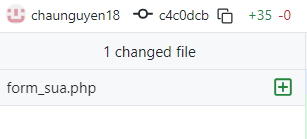 chaunguyen18 c4c0dcb +35 -0
1 changed file
form_sua.php